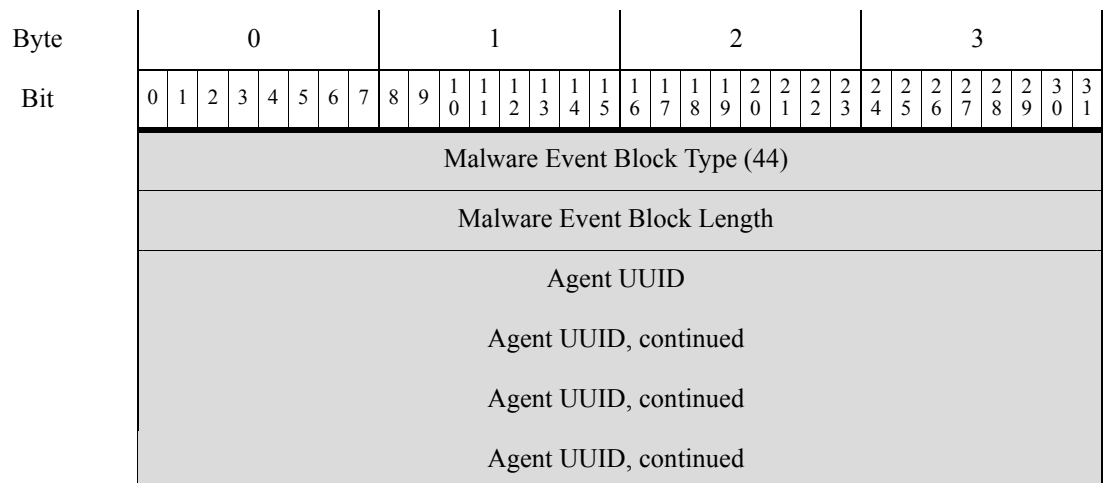 Byte 0 1 2 3
Bit 0 1 2 3 4 5 6 7 8 9 10 11 12 13 14 15 16 17 18 19 20 21 22 23 24 25 26 27 28 29 30 31
Malware Event Block Type (44)
Malware Event Block Length
Agent UUID
Agent UUID, continued
Agent UUID, continued
Agent UUID, continued